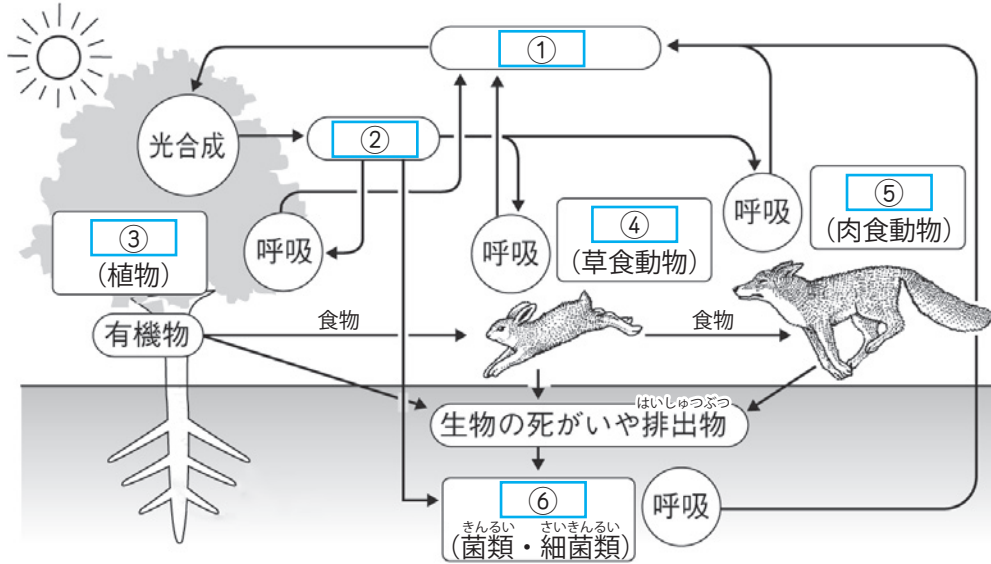 ①
光合成
②
③
(植物)
呼吸
呼吸
④
(草食動物)
呼吸
⑤
(肉食動物)
有機物
食物
食物
はいしゅつぶつ
生物の死がいや排出物
⑥
きんるい さいきんるい
(菌類・細菌類)
呼吸